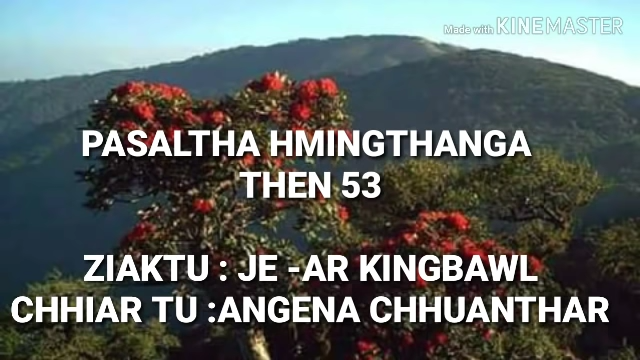 Made with KINEMASTER
PASALTHA HMINGTHANGA
THEN 53
ZIAKTU : JE -AR KINGBAWL
CHHIAR TU :ANGENA CHHUANTHAR